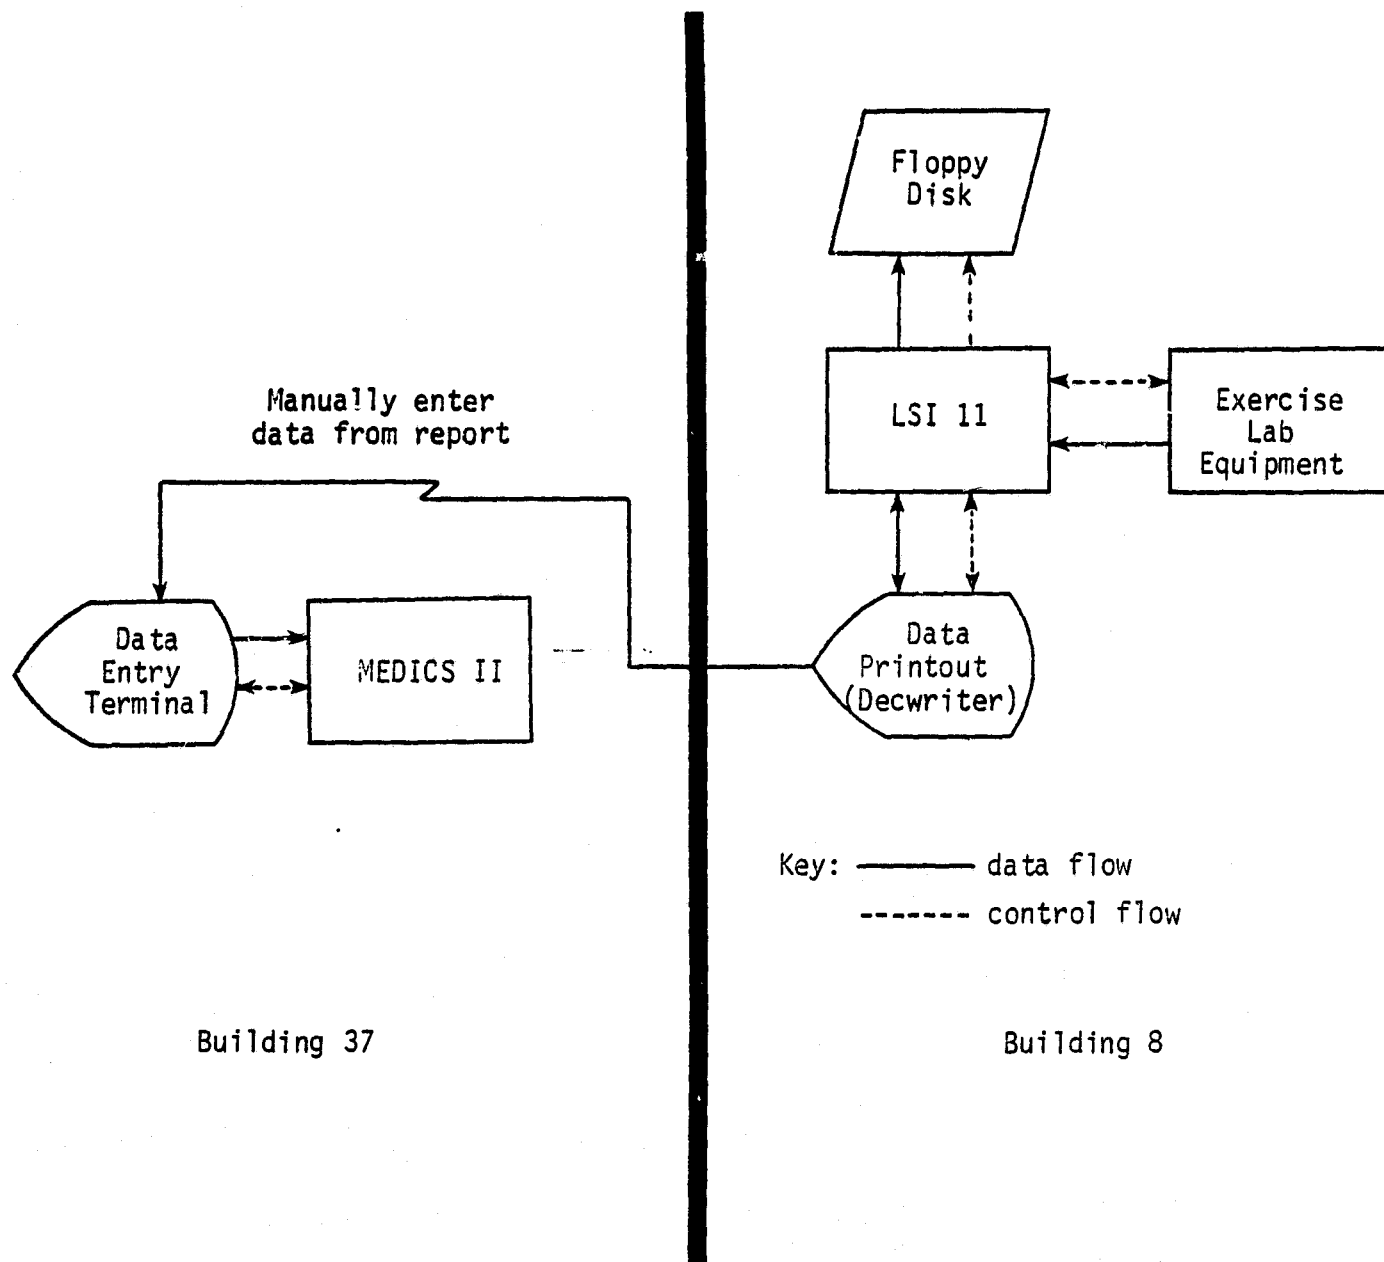 Floppy
Disk
LSI 11
Exercise
Lab
Equipment
Manually enter
data from report
Data
Entry
Terminal
MEDICS II
Data
Printout
(Decwriter)
Key: data flow
control flow
Building 37
Building 8